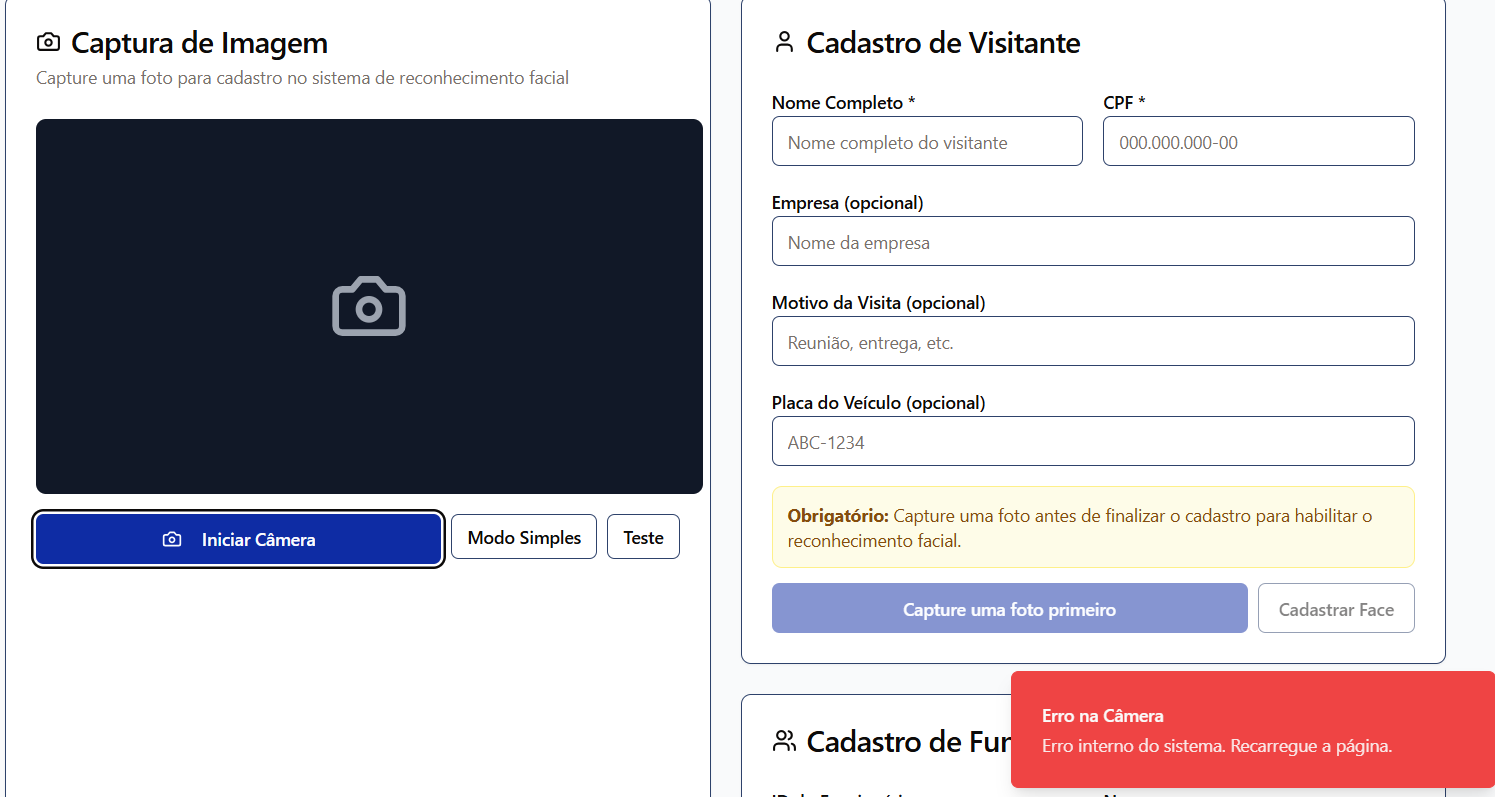 Captura de Imagem
Capture uma foto para cadastro no sistema de reconhecimento facial
Iniciar Câmera
Modo Simples
Teste
Cadastro de Visitante
Nome Completo *
CPF *
Nome completo do visitante
000.000.000-00
Empresa (opcional)
Nome da empresa
Motivo da Visita (opcional)
Reunião, entrega, etc.
Placa do Veículo (opcional)
ABC-1234
Obrigatório: Capture uma foto antes de finalizar o cadastro para habilitar o
reconhecimento facial.
Capture uma foto primeiro
Cadastrar Face
Cadastro de Fun
Erro na Câmera
Erro interno do sistema. Recarregue a página.